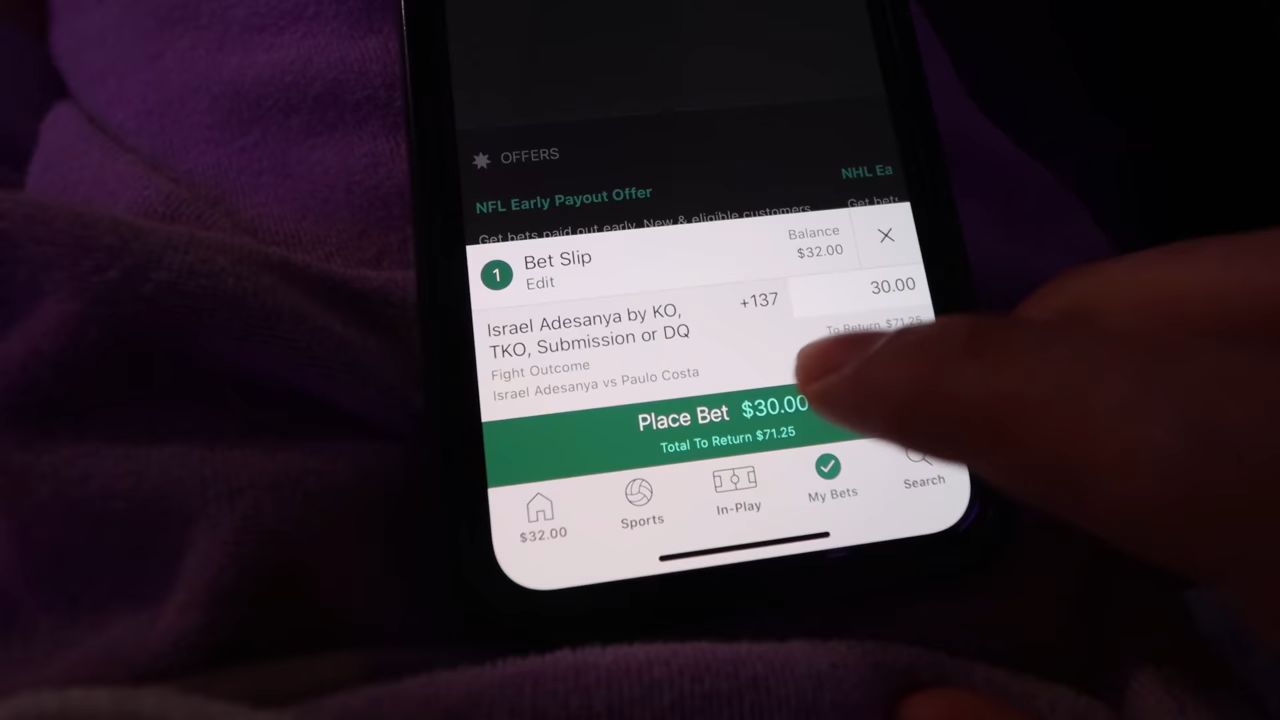 OFFERS
NFL Early Payout Offer
NHL Ea
Get bets paid out early. New & eligible customers
Get bets
1
Bet Slip
Edit
Balance
$32.00
Israel Adesanya by KO,
TKO, Submission or DQ
+137
30.00
To Return $71.25
Fight Outcome
Israel Adesanya vs Paulo Costa
Place Bet $30.00
Total To Return $71.25
$32.00
Sports
In-Play
My Bets
Search